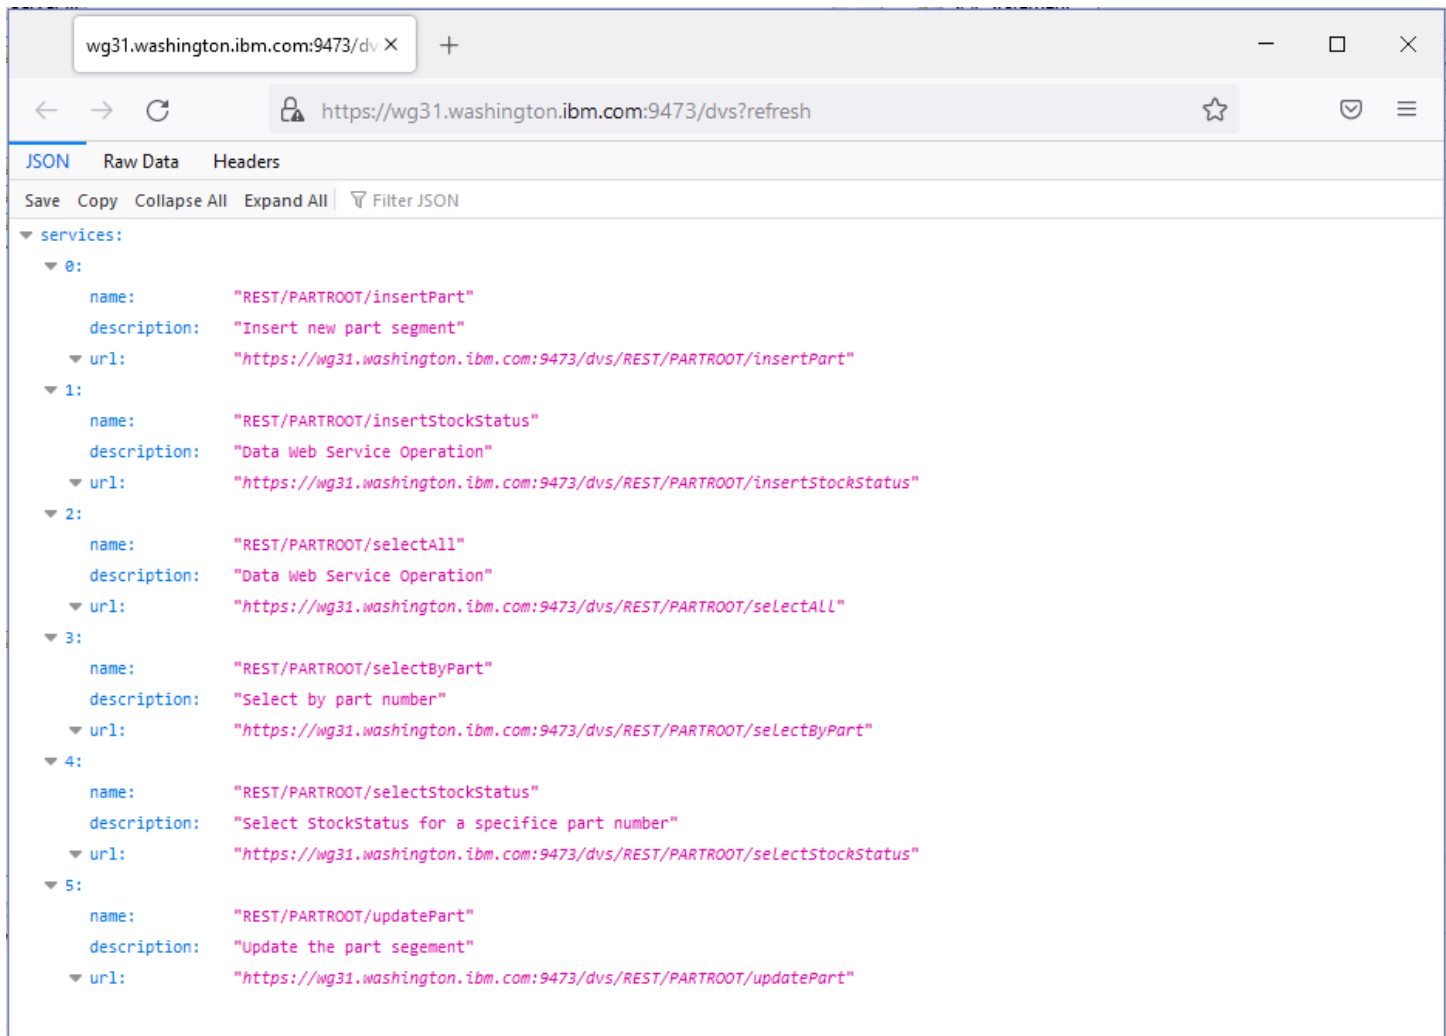 wg31.washington.ibm.com:9473/dv
https://wg31.washington.ibm.com:9473/dvs?refresh
JSON Raw Data Headers
Save Copy Collapse All Expand All Filter JSON
services:
0:
name: "REST/PARTROOT/insertPart"
description: "Insert new part segment"
url: "https://wg31.washington.ibm.com:9473/dvs/REST/PARTROOT/insertPart"
1:
name: "REST/PARTROOT/insertStockStatus"
description: "Data Web Service Operation"
url: "https://wg31.washington.ibm.com:9473/dvs/REST/PARTROOT/insertStockStatus"
2:
name: "REST/PARTROOT/selectAll"
description: "Data Web Service Operation"
url: "https://wg31.washington.ibm.com:9473/dvs/REST/PARTROOT/selectAll"
3:
name: "REST/PARTROOT/selectByPart"
description: "Select by part number"
url: "https://wg31.washington.ibm.com:9473/dvs/REST/PARTROOT/selectByPart"
4:
name: "REST/PARTROOT/selectStockStatus"
description: "Select StockStatus for a specifice part number"
url: "https://wg31.washington.ibm.com:9473/dvs/REST/PARTROOT/selectStockStatus"
5:
name: "REST/PARTROOT/updatePart"
description: "Update the part segement"
url: "https://wg31.washington.ibm.com:9473/dvs/REST/PARTROOT/updatePart"